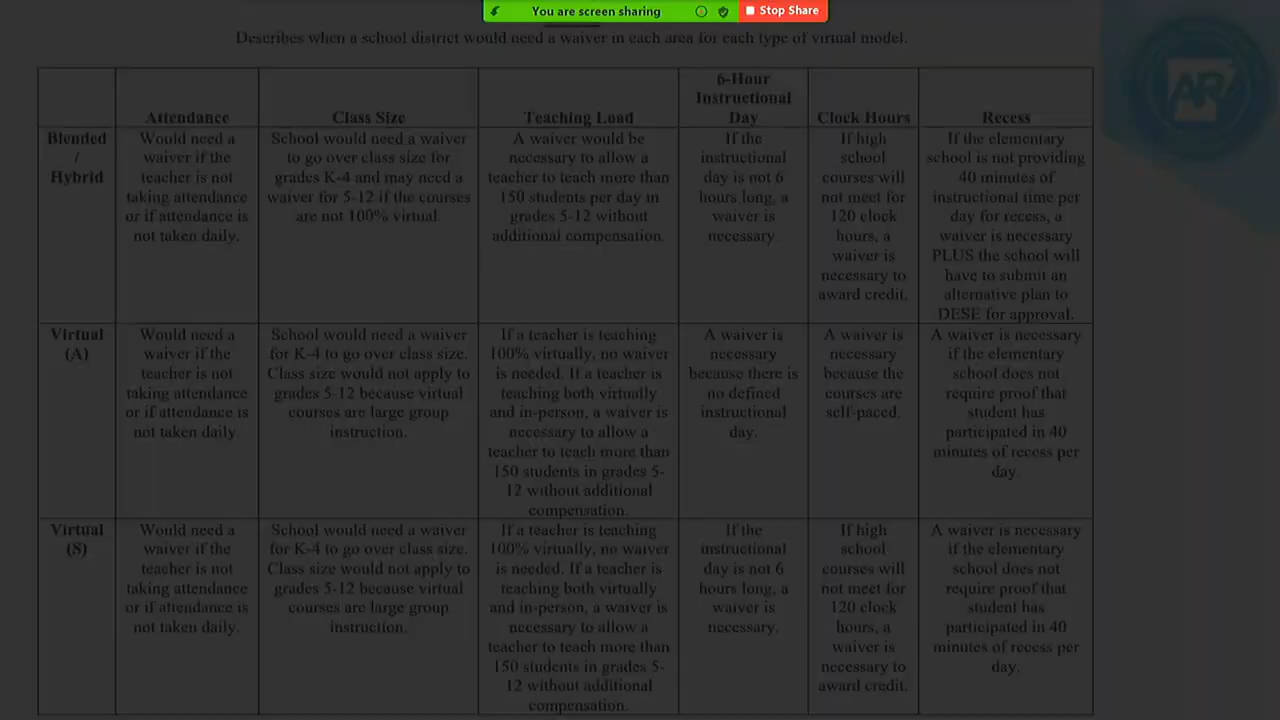 You are screen sharing
Stop Share
Describes when a school district would need a waiver in each area for each type of virtual model.
AR
Attendance
Class Size
Teaching Load
6-Hour
Instructional
Day
Clock Hours
Recess
Blended
/
Hybrid
Would need a
waiver if the
teacher is not
taking attendance
or if attendance is
not taken daily.
School would need a waiver
to go over class size for
grades K-4 and may need a
waiver for 5-12 if the courses
are not 100% virtual.
A waiver would be
necessary to allow a
teacher to teach more than
150 students per day in
grades 5-12 without
additional compensation.
If the
instructional
day is not 6
hours long, a
waiver is
necessary.
If high
school
courses will
not meet for
120 clock
hours, a
waiver is
necessary to
award credit.
If the elementary
school is not providing
40 minutes of
instructional time per
day for recess, a
waiver is necessary
PLUS the school will
have to submit an
alternative plan to
DESE for approval.
Virtual
(A)
Would need a
waiver if the
teacher is not
taking attendance
or if attendance is
not taken daily.
School would need a waiver
for K-4 to go over class size.
Class size would not apply to
grades 5-12 because virtual
courses are large group
instruction.
If a teacher is teaching
100% virtually, no waiver
is needed. If a teacher is
teaching both virtually
and in-person, a waiver is
necessary to allow a
teacher to teach more than
150 students in grades 5-
12 without additional
compensation.
A waiver is
necessary
because there is
no defined
instructional
day.
A waiver is
necessary
because the
courses are
self-paced.
A waiver is necessary
if the elementary
school does not
require proof that
student has
participated in 40
minutes of recess per
day.
Virtual
(S)
Would need a
waiver if the
teacher is not
taking attendance
or if attendance is
not taken daily.
School would need a waiver
for K-4 to go over class size.
Class size would not apply to
grades 5-12 because virtual
courses are large group
instruction.
If a teacher is teaching
100% virtually, no waiver
is needed. If a teacher is
teaching both virtually
and in-person, a waiver is
necessary to allow a
teacher to teach more than
150 students in grades 5-
12 without additional
compensation.
If the
instructional
day is not 6
hours long, a
waiver is
necessary.
If high
school
courses will
not meet for
120 clock
hours, a
waiver is
necessary to
award credit.
A waiver is necessary
if the elementary
school does not
require proof that
student has
participated in 40
minutes of recess per
day.